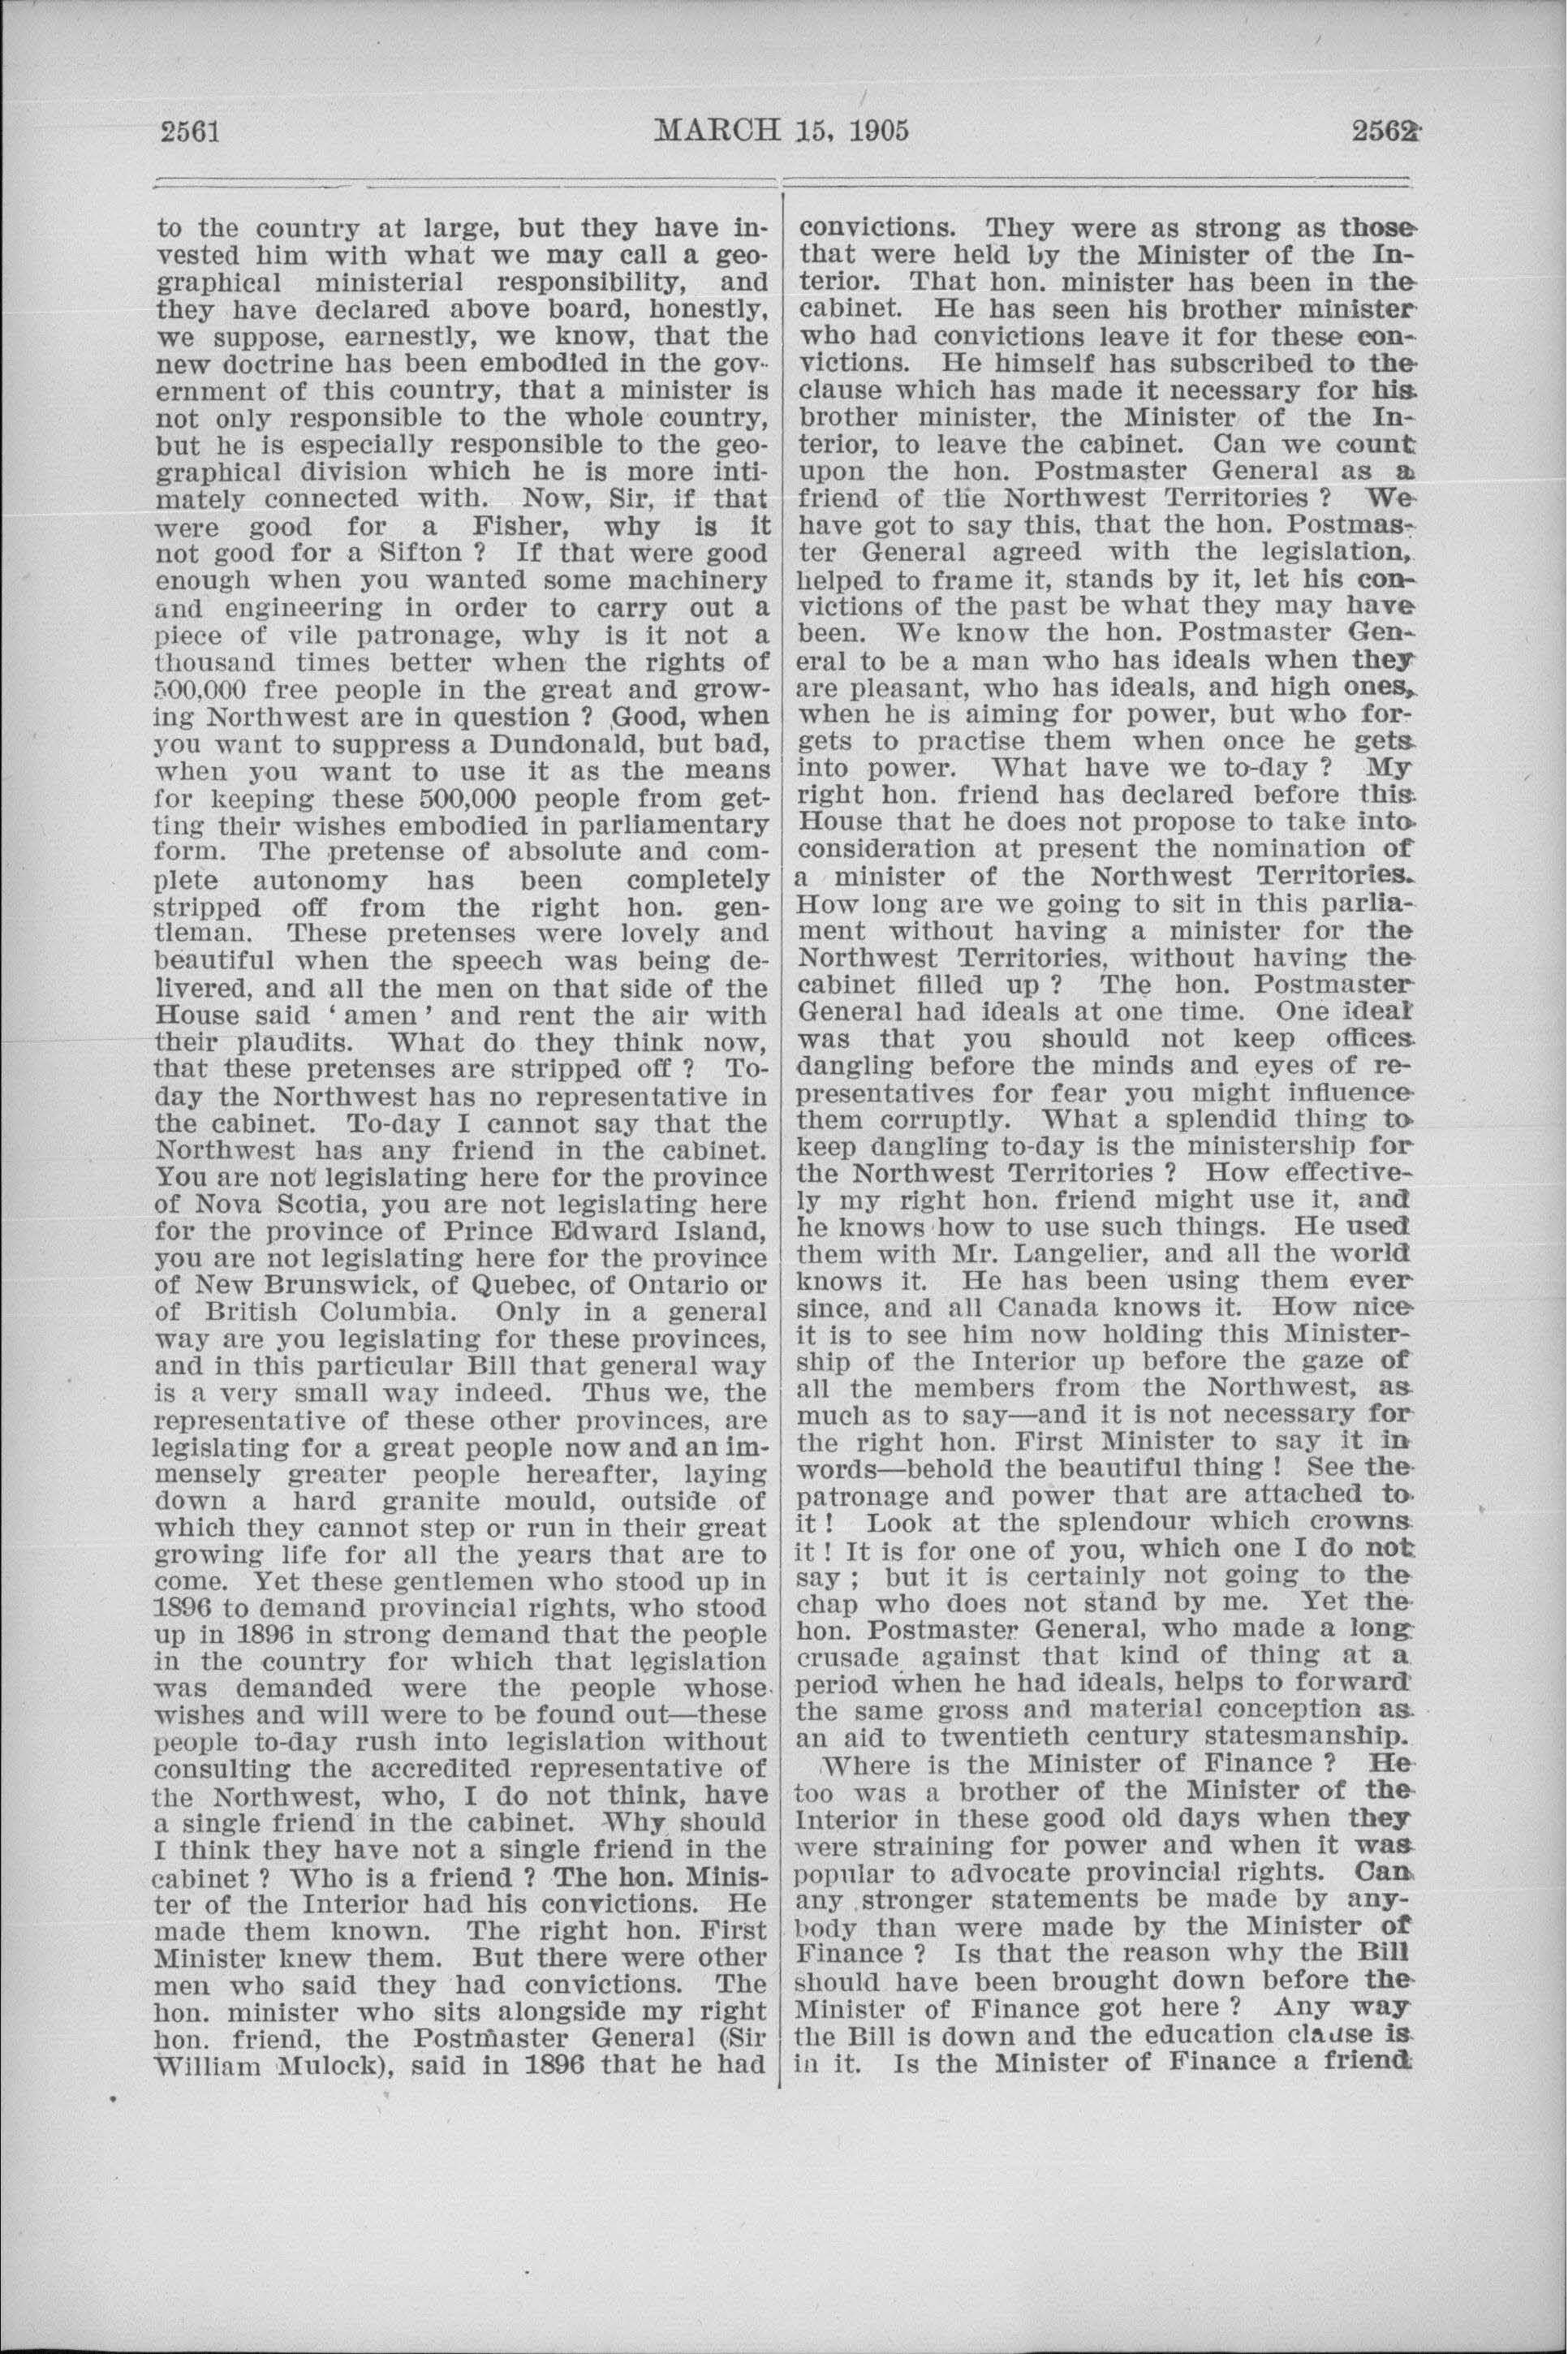 2561
MARCH 15, 1905
2562
to the country at large, but they have in-
vested him with what we may call a geo-
graphical ministerial responsibility, and
they have declared above board, honestly,
we suppose, earnestly, we know, that the
new doctrine has been embodied in the gov-
ernment of this country, that a minister is
not only responsible to the whole country,
but he is especially responsible to the geo-
graphical division which he is more inti-
mately connected with. Now, Sir, if that
were good for a Fisher, why is it
not good for a Sifton ? If that were good
enough when you wanted some machinery
and engineering in order to carry out a
piece of vile patronage, why is it not a
thousand times better when the rights of
500,000 free people in the great and grow-
ing Northwest are in question ? Good, when
you want to suppress a Dundonald, but bad,
when you want to use it as the means
for keeping these 500,000 people from get-
ting their wishes embodied in parliamentary
form. The pretense of absolute and com-
plete autonomy has been completely
stripped off from the right hon. gen-
tleman. These pretenses were lovely and
beautiful when the speech was being de-
livered, and all the men on that side of the
House said ‘ amen ’ and rent the air with
their plaudits. What do they think now,
that these pretenses are stripped off ? To-
day the Northwest has no representative in
the cabinet. To-day I cannot say that the
Northwest has any friend in the cabinet.
You are not legislating here for the province
of Nova Scotia, you are not legislating here
for the province of Prince Edward Island,
you are not legislating here for the province
of New Brunswick, of Quebec, of Ontario or
of British Columbia. Only in a general
way are you legislating for these provinces,
and in this particular Bill that general way
is a very small way indeed. Thus we, the
representative of these other provinces, are
legislating for a great people now and an im-
mensely greater people hereafter, laying
down a hard granite mould, outside of
which they cannot step or run in their great
growing life for all the years that are to
come. Yet these gentlemen who stood up in
1896 to demand provincial rights, who stood
up in 1896 in strong demand that the people
in the country for which that legislation
was demanded were the people whose
wishes and will were to be found out—these
people to-day rush into legislation without
consulting the accredited representative of
the Northwest, who, I do not think, have
a single friend in the cabinet. Why should
I think they have not a single friend in the
cabinet ? Who is a friend ? The hon. Minis-
ter of the Interior had his convictions. He
made them known. The right hon. First
Minister knew them. But there were other
men who said they had convictions. The
hon. minister who sits alongside my right
hon. friend, the Postmaster General (Sir
William Mulock), said in 1896 that he had
convictions. They were as strong as those
that were held by the Minister of the In-
terior. That hon. minister has been in the
cabinet. He has seen his brother minister
who had convictions leave it for these con-
victions. He himself has subscribed to the
clause which has made it necessary for his
brother minister, the Minister of the In-
terior, to leave the cabinet. Can we count
upon the hon. Postmaster General as a
friend of the Northwest Territories ? We
have got to say this, that the hon. Postmas-
ter General agreed with the legislation,
helped to frame it, stands by it, let his con-
victions of the past be what they may have
been. We know the hon. Postmaster Gen-
eral to be a man who has ideals when they
are pleasant, who has ideals, and high ones,
when he is aiming for power, but who for-
gets to practise them when once he gets
into power. What have we to-day ? My
right hon. friend has declared before this
House that he does not propose to take into
consideration at present the nomination of
a minister of the Northwest Territories.
How long are we going to sit in this parlia-
ment without having a minister for the
Northwest Territories, without having the
cabinet filled up ? The hon. Postmaster
General had ideals at one time. One ideal
was that you should not keep offices
dangling before the minds and eyes of re-
presentatives for fear you might influence
them corruptly. What a splendid thing to
keep dangling to-day is the ministership for
the Northwest Territories ? How effective-
ly my right hon. friend might use it, and
he knows how to use such things. He used
them with Mr. Langelier, and all the world
knows it. He has been using them ever
since, and all Canada knows it. How nice
it is to see him now holding this Minister-
ship of the Interior up before the gaze of
all the members from the Northwest, as
much as to say—and it is not necessary for
the right hon. First Minister to say it in
words—behold the beautiful thing ! See the
patronage and power that are attached to
it ! Look at the splendour which crowns
it ! It is for one of you, which one I do not
say ; but it is certainly not going to the
chap who does not stand by me. Yet the
hon. Postmaster General, who made a long
crusade against that kind of thing at a
period when he had ideals, helps to forward
the same gross and material conception as
an aid to twentieth century statesmanship.
Where is the Minister of Finance ? He
too was a brother of the Minister of the
Interior in these good old days when they
were straining for power and when it was
popular to advocate provincial rights. Can
any stronger statements be made by any-
body than were made by the Minister of
Finance ? Is that the reason why the Bill
should have been brought down before the
Minister of Finance got here ? Any way
the Bill is down and the education clause is
in it. Is the Minister of Finance a friend